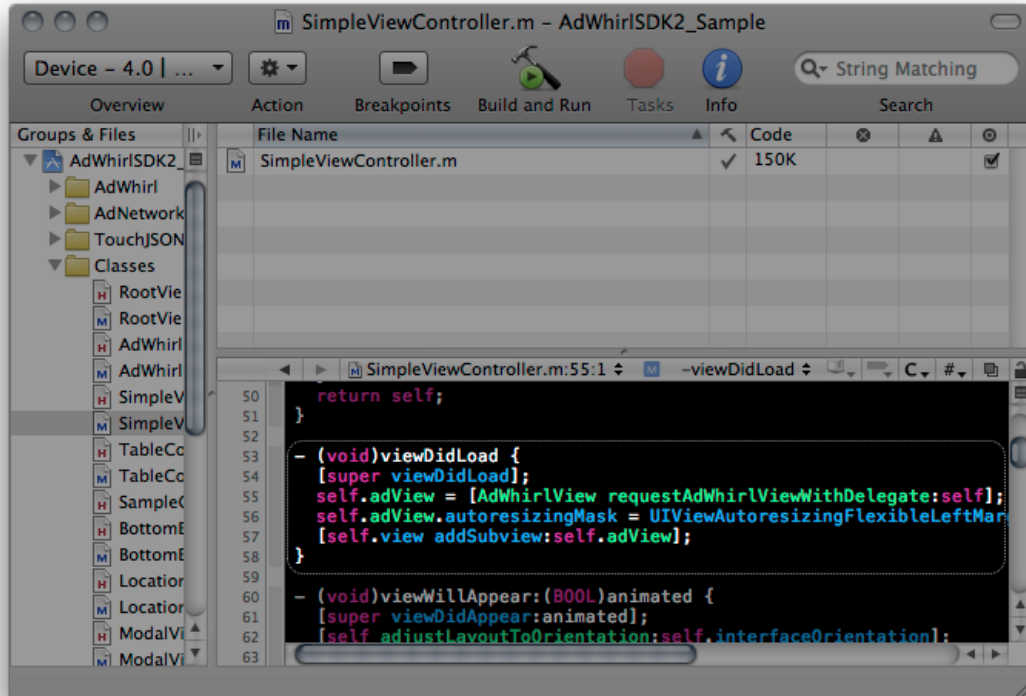 SimpleViewController.m – AdWhirlSDK2_Sample
Device – 4.0 | ...
String Matching
Overview
Action
Breakpoints
Build and Run
Tasks
Info
Search
Groups & Files
File Name
Code
AdWhirlSDK2_
SimpleViewController.m
150K
AdWhirl
AdNetwork
TouchJSON
Classes
RootVie
RootVie
AdWhirl
AdWhirl
SimpleV
SimpleV
TableCo
TableCo
SampleC
BottomB
BottomB
Location
Location
ModalVi
ModalVi
SimpleViewController.m:55:1
-viewDidLoad
C
#
50 return self;
51 }
52
53 – (void)viewDidLoad {
54 [super viewDidLoad];
55 self.adView = [AdWhirlView requestAdWhirlViewWithDelegate:self];
56 self.adView.autoresizingMask = UIViewAutoresizingFlexibleLeftMar
57 [self.view addSubview:self.adView];
58 }
59
60 – (void)viewWillAppear:(BOOL)animated {
61 [super viewDidAppear:animated];
62 [self adjustLayoutToOrientation:self.interfaceOrientation];
63